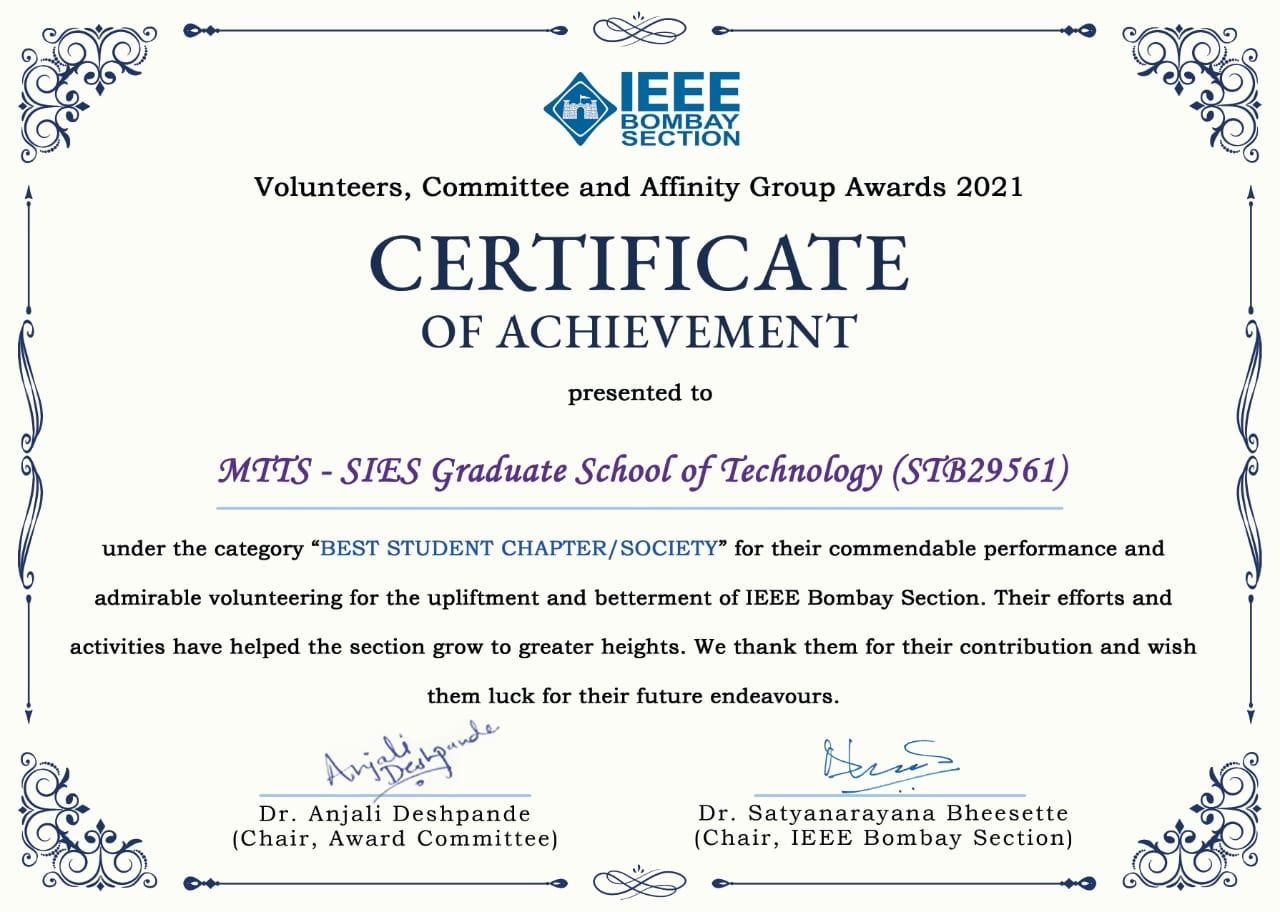 IEEE
BOMBAY
SECTION
Volunteers, Committee and Affinity Group Awards 2021
CERTIFICATE
OF ACHIEVEMENT
presented to
MTTS - SIES Graduate School of Technology (STB29561)
under the category “BEST STUDENT CHAPTER/SOCIETY” for their commendable performance and
admirable volunteering for the upliftment and betterment of IEEE Bombay Section. Their efforts and
activities have helped the section grow to greater heights. We thank them for their contribution and wish
them luck for their future endeavours.
Anjali
Deshpande
Dr. Anjali Deshpande
(Chair, Award Committee)
Dr. Satyanarayana Bheesette
(Chair, IEEE Bombay Section)